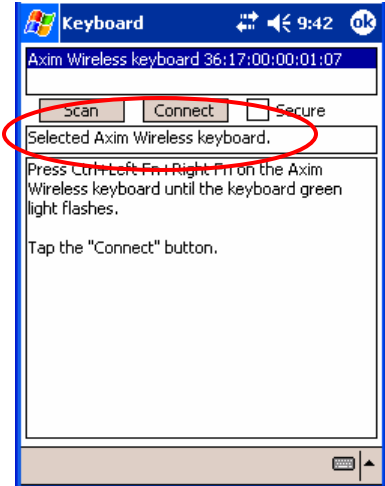 Keyboard 9:42 ok
Axim Wireless keyboard 36:17:00:00:01:07
Scan Connect Secure
Selected Axim Wireless keyboard.
Press Ctrl+Left Fn+Right Fn on the Axim
Wireless keyboard until the keyboard green
light flashes.
Tap the "Connect" button.